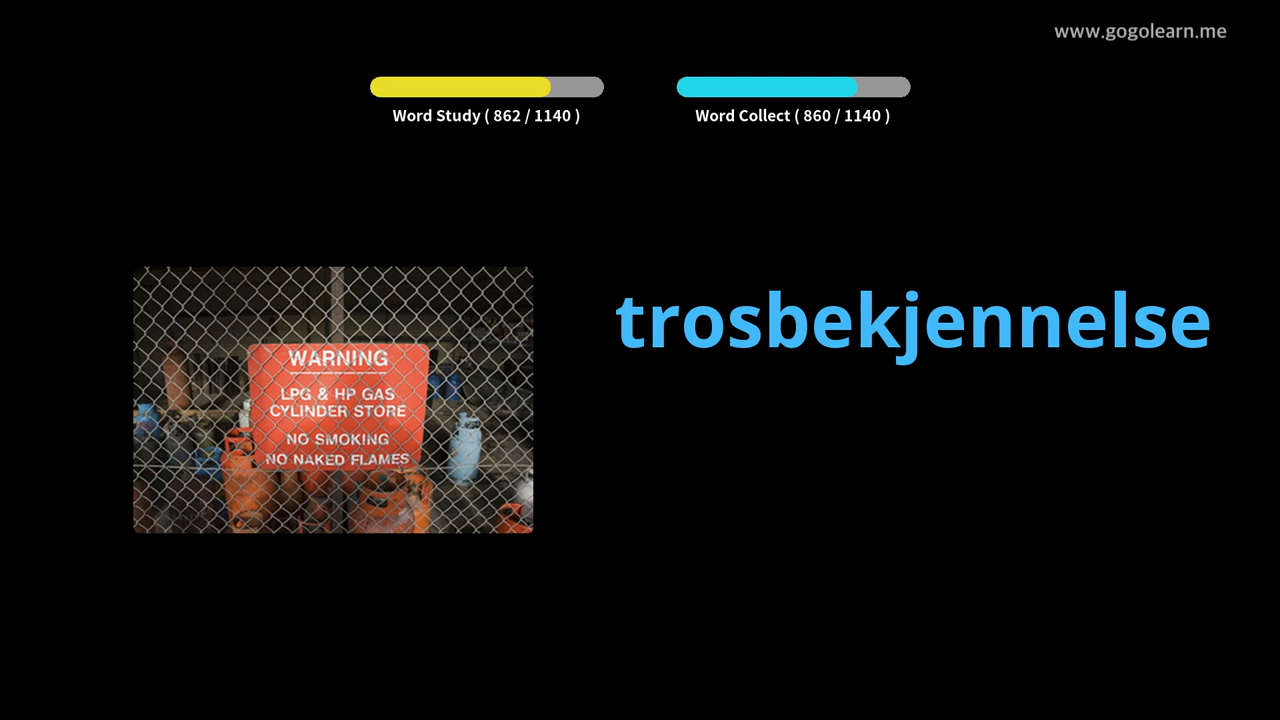 www.gogolearn.me
Word Study ( 862 / 1140 )
Word Collect ( 860 / 1140 )
trosbekjennelse
WARNING
LPG & HP GAS
CYLINDER STORE
NO SMOKING
NO NAKED FLAMES